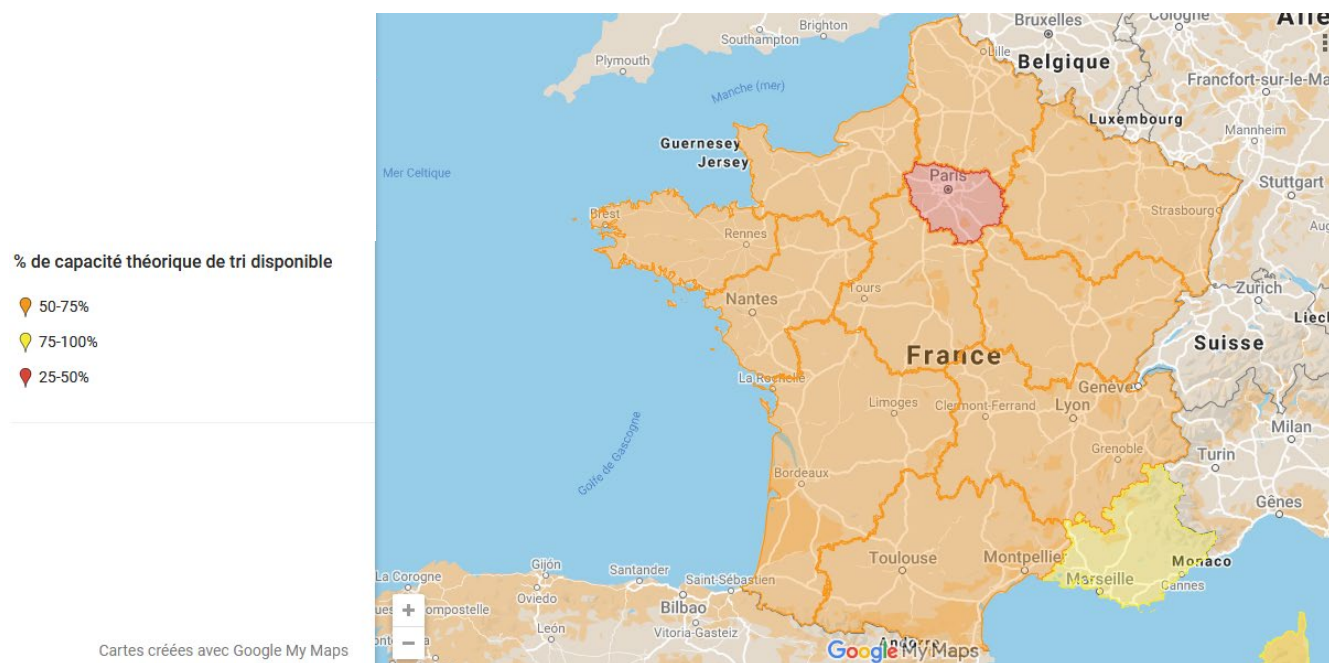 % de capacité théorique de tri disponible
50-75%
75-100%
25-50%
Cartes créées avec Google My Maps
Bruxelles
Cologne
Brighton
Southampton
Plymouth
Lille
Belgique
Francfort-sur-le-Ma
Manche (mer)
Luxembourg
Mannheim
Guernesey
Jersey
Mer Celtique
Paris
Stuttgart
Strasbourg
Brest
Rennes
Zurich
Tours
Nantes
Liech
Suisse
France
La Rochelle
Genève
Limoges
Clermont-Ferrand
Lyon
Milan
Grenoble
Turin
Golfe de Gascogne
Bordeaux
Gênes
Toulouse
Montpellier
Monaco
Marseille
Cannes
La Corogne
Gijón
Santander
Saint-Sébastien
Oviedo
Bilbao
León
Vitoria-Gasteiz
Andorre
Google My Maps